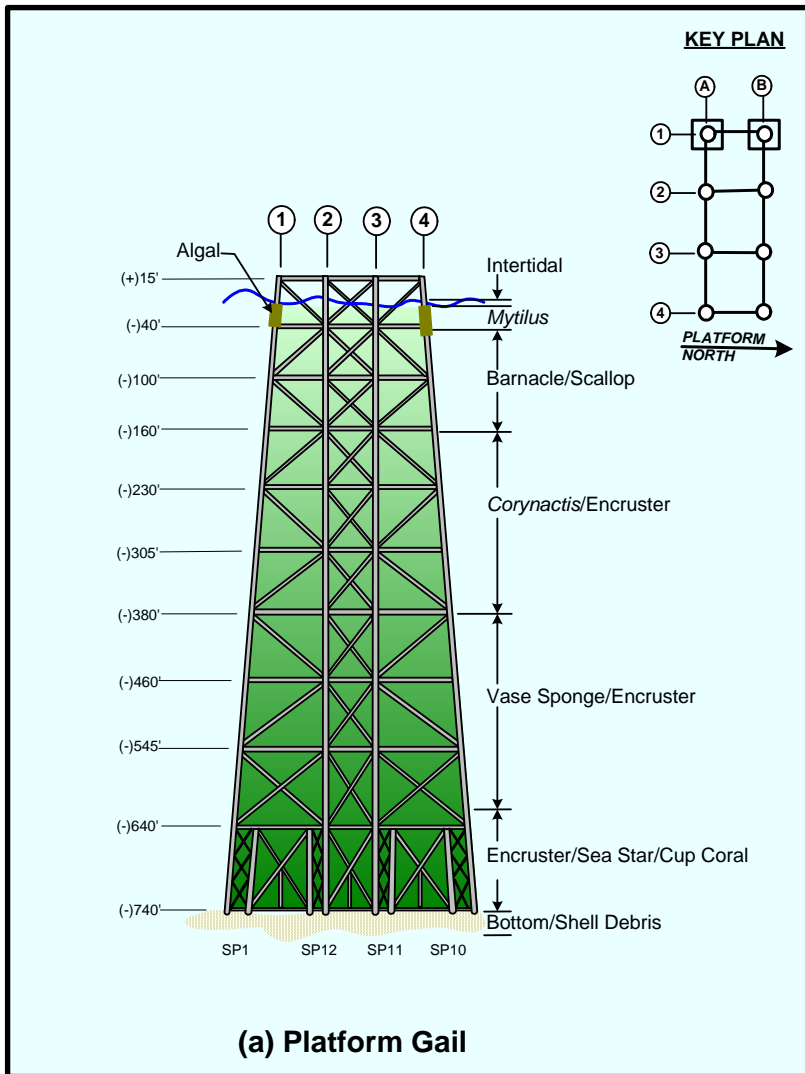 KEY PLAN
A B
1
2
3
4
PLATFORM
NORTH
1 2 3 4
Algal
(+)15'
(-)40'
(-)100'
(-)160'
(-)230'
(-)305'
(-)380'
(-)460'
(-)545'
(-)640'
(-)740'
Intertidal
Mytilus
Barnacle/Scallop
Corynactis/Encruster
Vase Sponge/Encruster
Encruster/Sea Star/Cup Coral
Bottom/Shell Debris
SP1 SP12 SP11 SP10
(a) Platform Gail